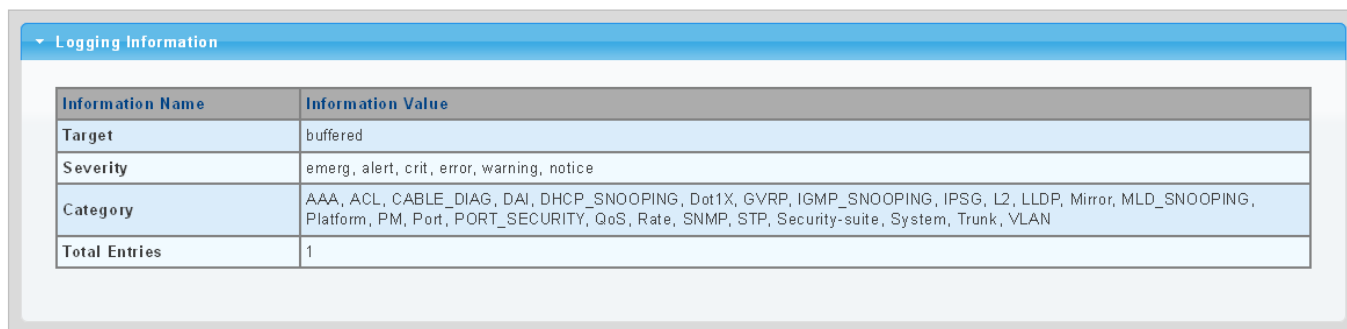 Logging Information
Information Name Information Value
Target buffered
Severity emerg, alert, crit, error, warning, notice
Category AAA, ACL, CABLE_DIAG, DAI, DHCP_SNOOPING, Dot1X, GVRP, IGMP_SNOOPING, IPSG, L2, LLDP, Mirror, MLD_SNOOPING,
Platform, PM, Port, PORT_SECURITY, QoS, Rate, SNMP, STP, Security-suite, System, Trunk, VLAN
Total Entries 1